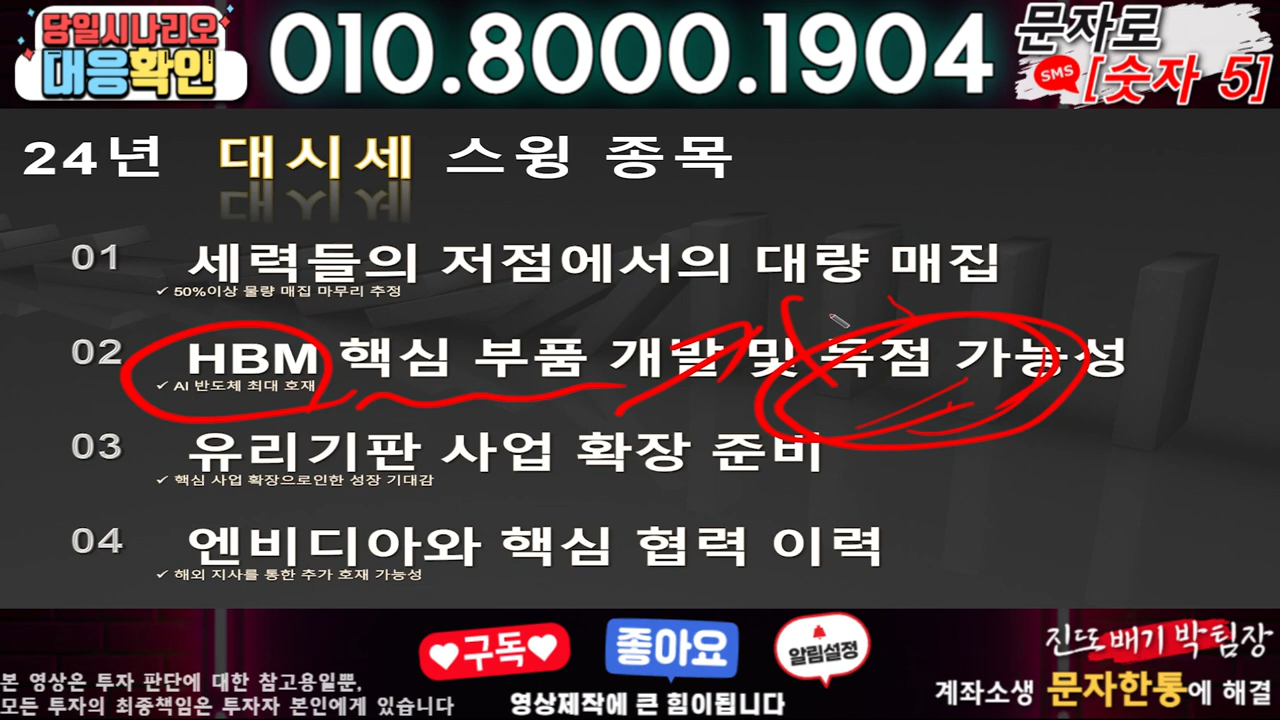 당일시나리오
대응확인
010.8000.1904
문자로
SMS
[숫자 5]
24년 대시세 스윙 종목
01 세력들의 저점에서의 대량 매집
✓ 50%이상 물량 매집 마무리 추정
02 HBM 핵심 부품 개발 및 독점 가능성
✓ AI 반도체 최대 호재
03 유리기판 사업 확장 준비
✓ 핵심 사업 확장으로인한 성장 기대감
04 엔비디아와 핵심 협력 이력
✓ 해외 지사를 통한 추가 호재 가능성
구독
좋아요
알림설정
영상제작에 큰 힘이됩니다
본 영상은 투자 판단에 대한 참고용일뿐,
모든 투자의 최종책임은 투자자 본인에게 있습니다
진또배기 박팀장
계좌소생 문자한통에 해결